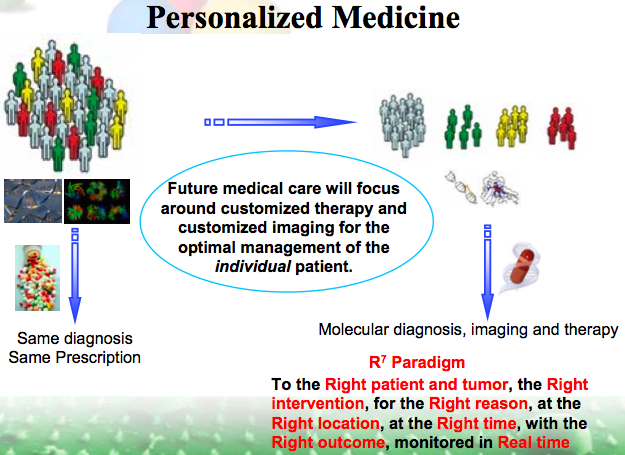 Personalized Medicine
Future medical care will focus
around customized therapy and
customized imaging for the
optimal management of the
individual patient.
Same diagnosis
Same Prescription
Molecular diagnosis, imaging and therapy
R⁷ Paradigm
To the Right patient and tumor, the Right
intervention, for the Right reason, at the
Right location, at the Right time, with the
Right outcome, monitored in Real time